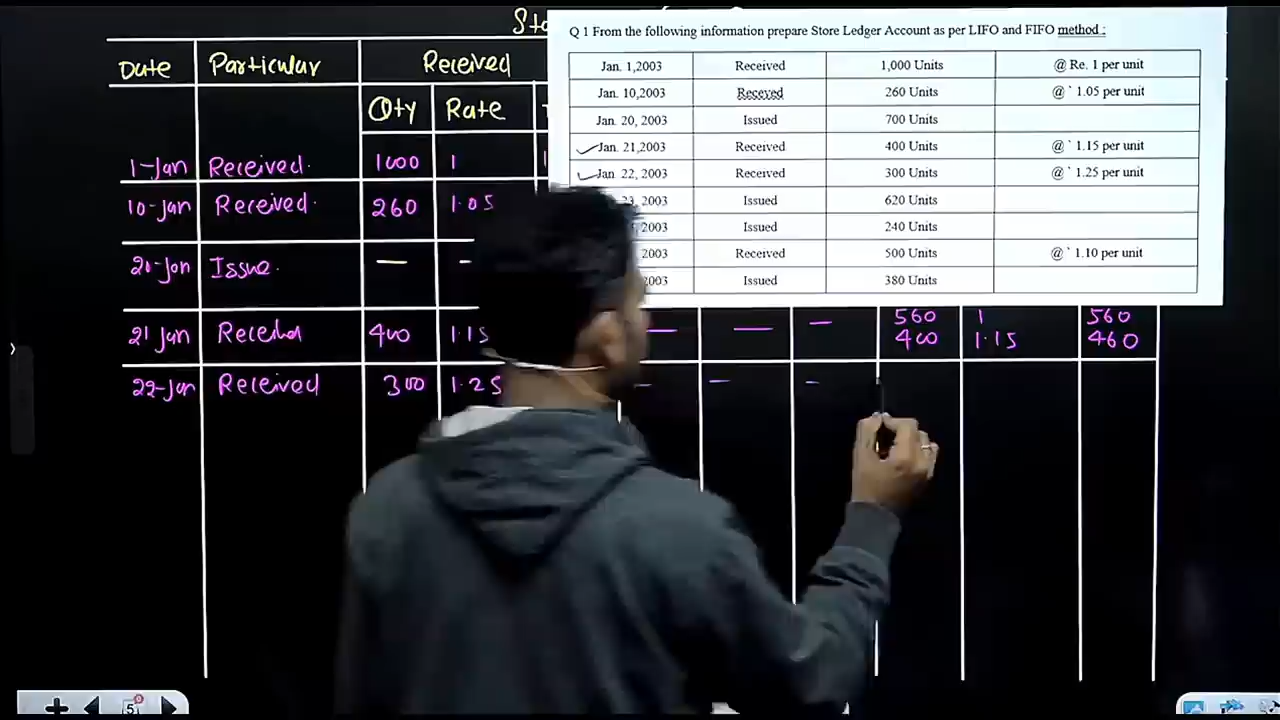 Q 1 From the following information prepare Store Ledger Account as per LIFO and FIFO method :
Jan. 1,2003 Received 1,000 Units @ Re. 1 per unit
Jan. 10,2003 Receved 260 Units @ ` 1.05 per unit
Jan. 20, 2003 Issued 700 Units
Jan. 21,2003 Received 400 Units @ ` 1.15 per unit
Jan. 22, 2003 Received 300 Units @ ` 1.25 per unit
23, 2003 Issued 620 Units
, 2003 Issued 240 Units
, 2003 Received 500 Units @ ` 1.10 per unit
2003 Issued 380 Units
Date Particular Received
Qty Rate
1-Jan Received. 1000 1
10-Jan Received. 260 1.05
20-Jan Issue. — -
21 Jan Received 400 1.15 — — — 560 1 560
400 1.15 460
22-Jan Received 300 1.25 - - -
5